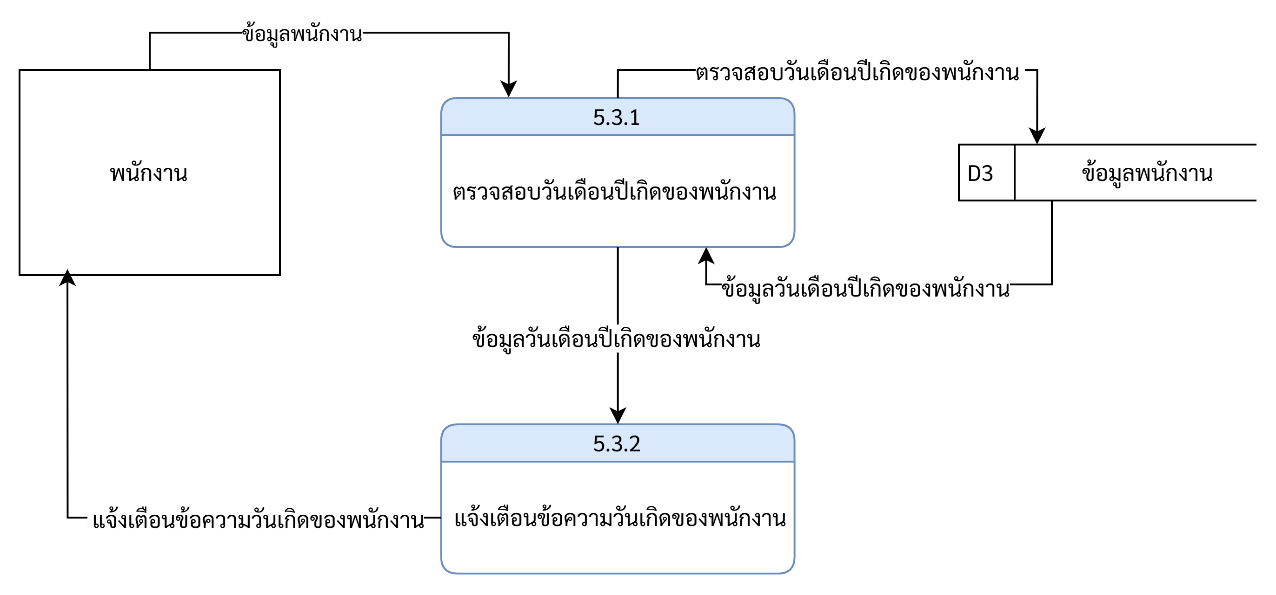 ข้อมูลพนักงาน
ตรวจสอบวันเดือนปีเกิดของพนักงาน
5.3.1
พนักงาน
ตรวจสอบวันเดือนปีเกิดของพนักงาน
D3
ข้อมูลพนักงาน
ข้อมูลวันเดือนปีเกิดของพนักงาน
ข้อมูลวันเดือนปีเกิดของพนักงาน
5.3.2
แจ้งเตือนข้อความวันเกิดของพนักงาน
แจ้งเตือนข้อความวันเกิดของพนักงาน